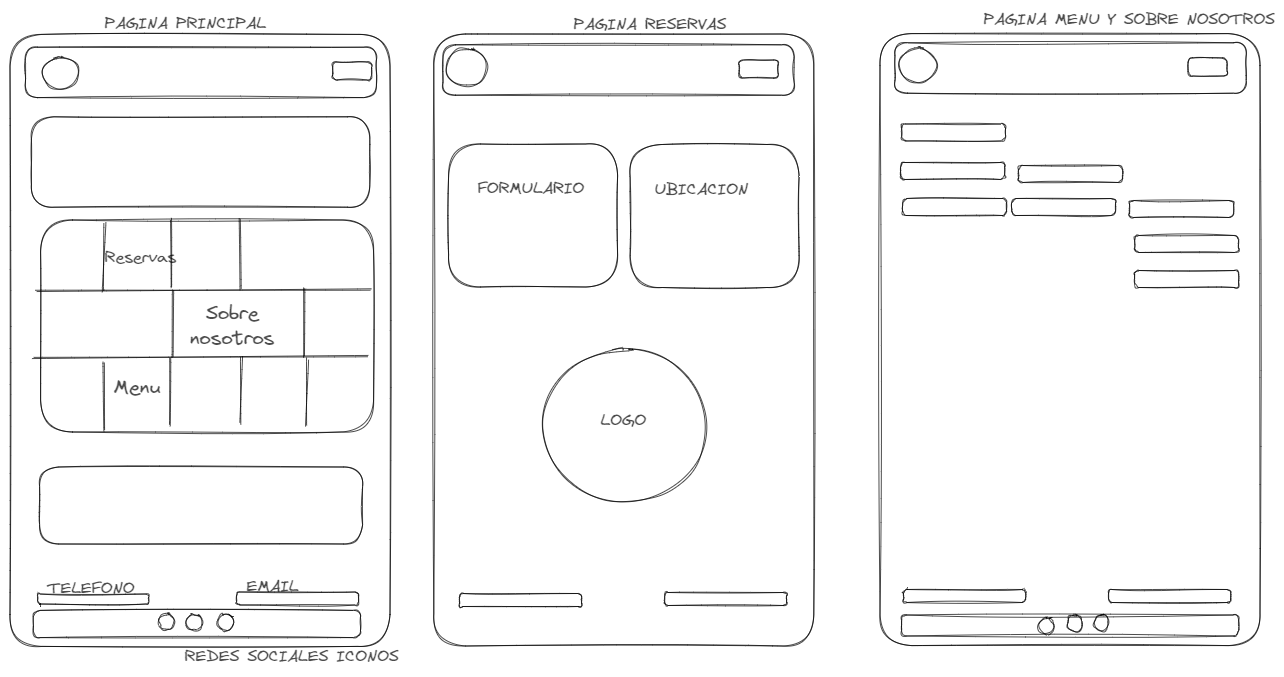 PAGINA PRINCIPAL
PAGINA RESERVAS
PAGINA MENU Y SOBRE NOSOTROS
Reservas
Sobre
nosotros
Menu
TELEFONO
EMAIL
REDES SOCIALES ICONOS
FORMULARIO
UBICACION
LOGO